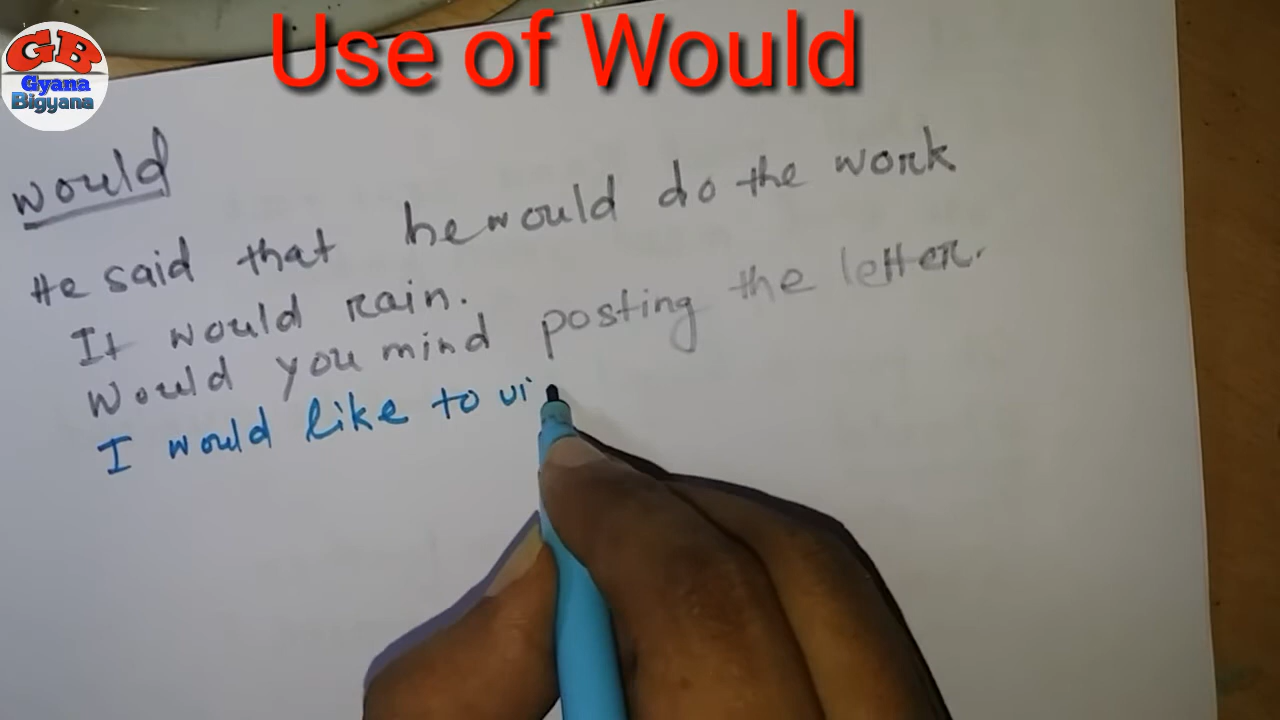 Use of Would
GB
Gyana
Bigyana
would
He said that he would do the work
It would rain.
Would you mind posting the letter.
I would like to vi